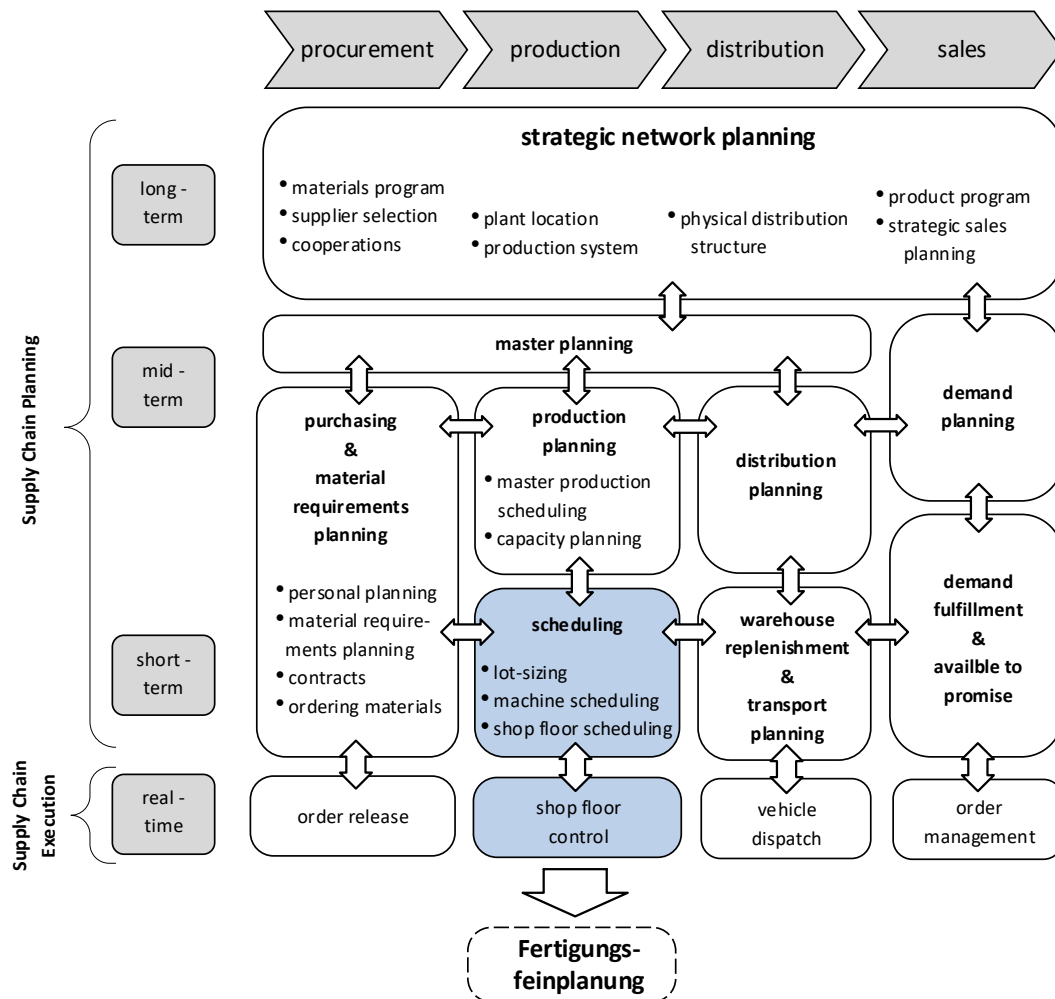 procurement
production
distribution
sales
Supply Chain Planning
long -
term
strategic network planning
• materials program
• supplier selection
• cooperations
• plant location
• production system
• physical distribution
structure
• product program
• strategic sales
planning
mid -
term
master planning
purchasing
&
material
requirements
planning
• personal planning
• material require-
ments planning
• contracts
• ordering materials
production
planning
• master production
scheduling
• capacity planning
distribution
planning
demand
planning
short -
term
scheduling
• lot-sizing
• machine scheduling
• shop floor scheduling
warehouse
replenishment
&
transport
planning
demand
fulfillment
&
availble to
promise
Supply Chain
Execution
real -
time
order release
shop floor
control
vehicle
dispatch
order
management
Fertigungs-
feinplanung